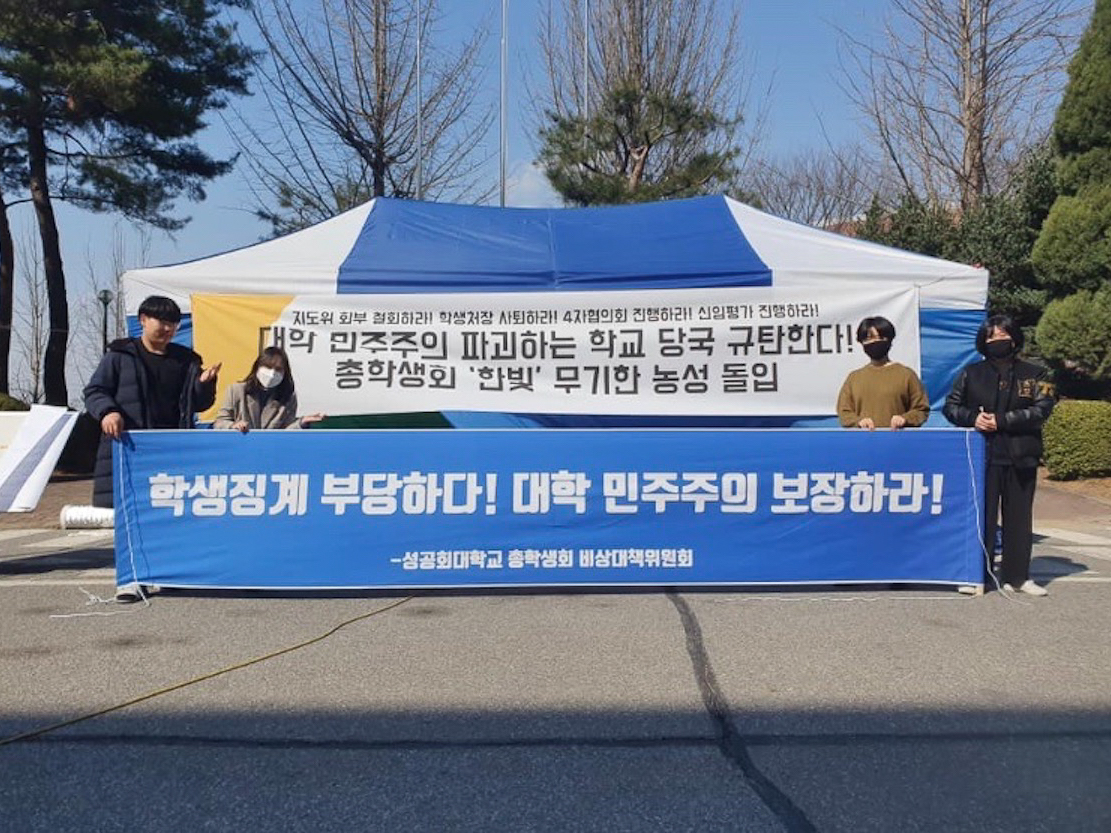 지도위 회부 철회하라! 학생처장 사퇴하라! 4자협의회 진행하라! 신임평가 진행하라!
대학 민주주의 파괴하는 학교 당국 규탄한다!
총학생회 '한빛' 무기한 농성 돌입
학생징계 부당하다! 대학 민주주의 보장하라!
-성공회대학교 총학생회 비상대책위원회